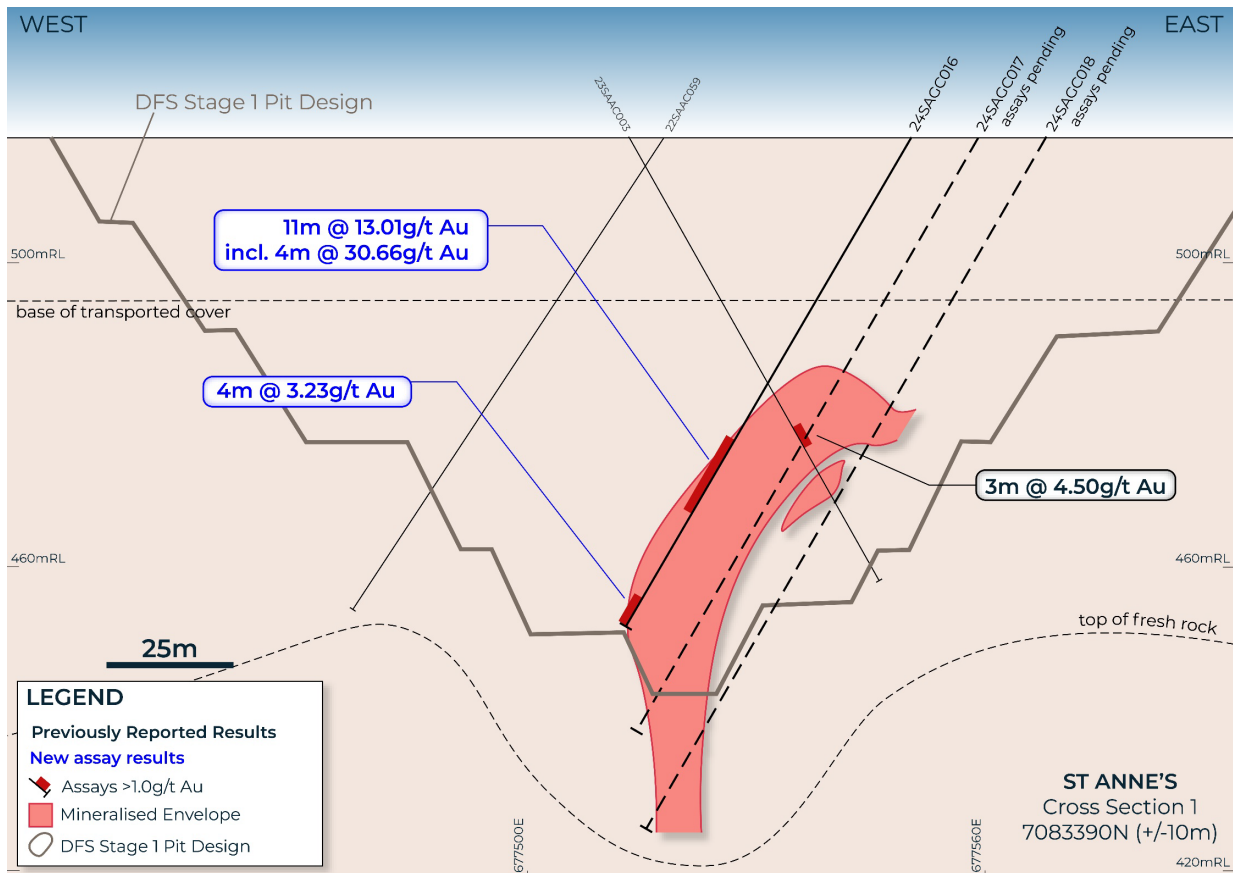 WEST
EAST
DFS Stage 1 Pit Design
23SAAC003
22SAAC059
24SAGC016
24SAGC017
assays pending
24SAGC018
assays pending
11m @ 13.01g/t Au
incl. 4m @ 30.66g/t Au
500mRL
500mRL
base of transported cover
4m @ 3.23g/t Au
3m @ 4.50g/t Au
460mRL
460mRL
top of fresh rock
25m
LEGEND
Previously Reported Results
New assay results
Assays >1.0g/t Au
Mineralised Envelope
DFS Stage 1 Pit Design
677500E
677560E
ST ANNE'S
Cross Section 1
7083390N (+/-10m)
420mRL